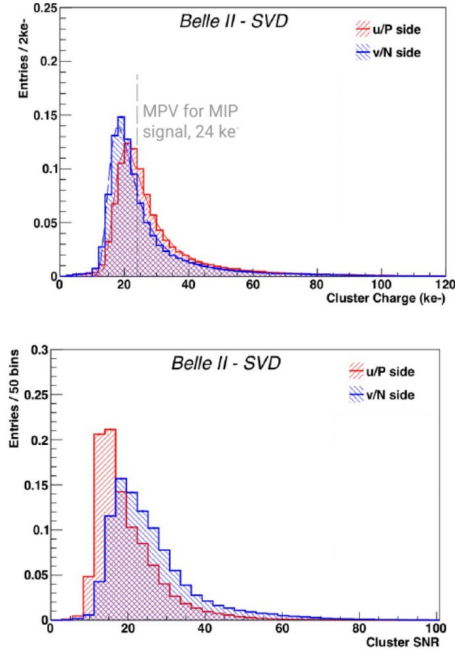 Entries / 2ke-
0.25
0.2
0.15
0.1
0.05
0
Belle II - SVD
u/P side
v/N side
MPV for MIP
signal, 24 ke⁻
0 20 40 60 80 100 120
Cluster Charge (ke-)
Entries / 50 bins
0.3
0.25
0.2
0.15
0.1
0.05
0
Belle II - SVD
u/P side
v/N side
0 20 40 60 80 100
Cluster SNR